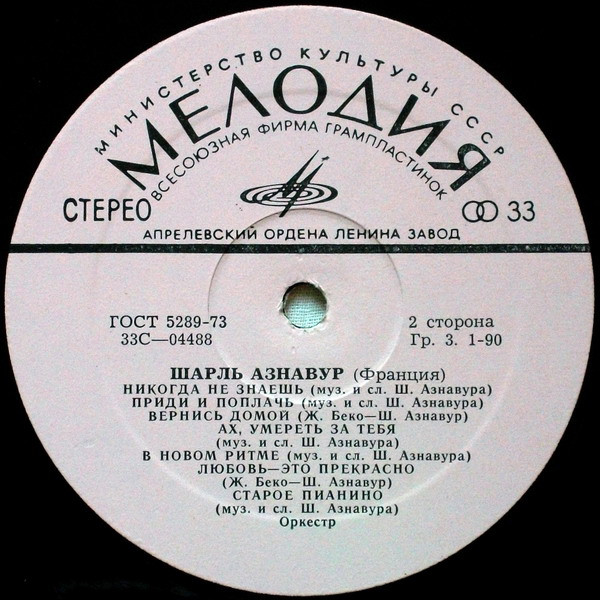 МИНИСТЕРСТВО КУЛЬТУРЫ СССР
МЕЛОДИЯ
ВСЕСОЮЗНАЯ ФИРМА ГРАМПЛАСТИНОК
СТЕРЕО
33
АПРЕЛЕВСКИЙ ОРДЕНА ЛЕНИНА ЗАВОД
ГОСТ 5289-73
33С—04488
2 сторона
Гр. 3. 1-90
ШАРЛЬ АЗНАВУР (Франция)
НИКОГДА НЕ ЗНАЕШЬ (муз. и сл. Ш. Азнавура)
ПРИДИ И ПОПЛАЧЬ (муз. и сл. Ш. Азнавура)
ВЕРНИСЬ ДОМОЙ (Ж. Беко—Ш. Азнавур)
АХ, УМЕРЕТЬ ЗА ТЕБЯ
(муз. и сл. Ш. Азнавура)
В НОВОМ РИТМЕ (муз. и сл. Ш. Азнавура)
ЛЮБОВЬ—ЭТО ПРЕКРАСНО
(Ж. Беко—Ш. Азнавур)
СТАРОЕ ПИАНИНО
(муз. и сл. Ш. Азнавура)
Оркестр